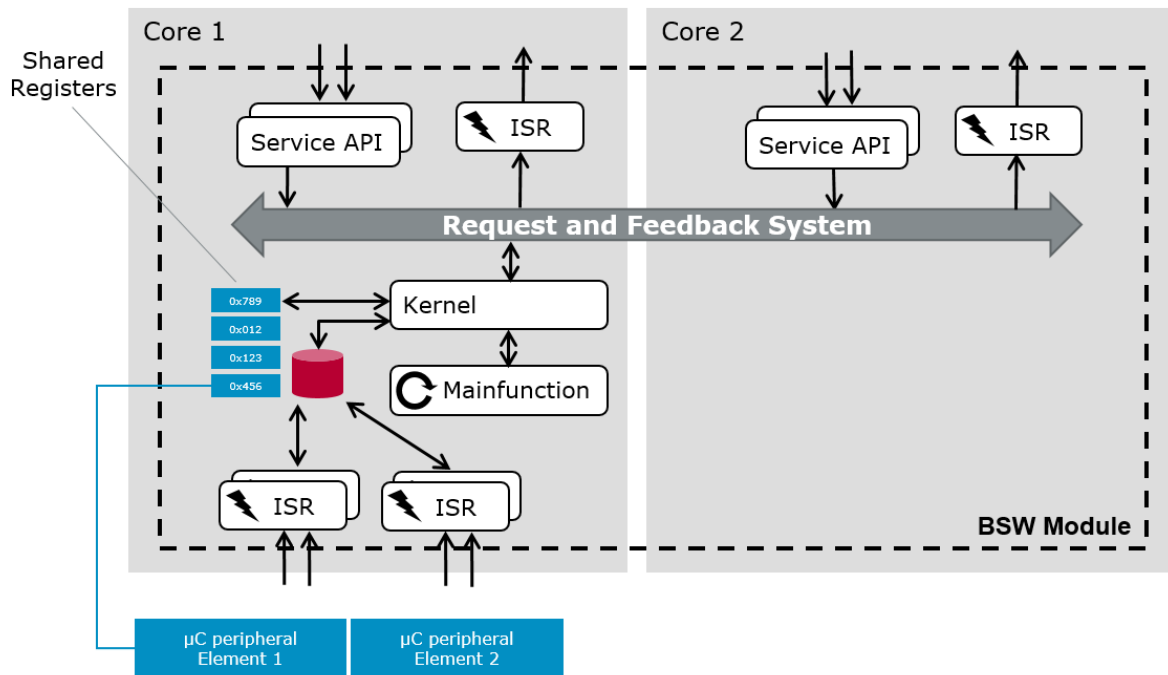 Core 1
Core 2
Shared
Registers
Service API
ISR
Service API
ISR
Request and Feedback System
0x789
0x012
0x123
0x456
Kernel
Mainfunction
ISR
ISR
BSW Module
µC peripheral
Element 1
µC peripheral
Element 2